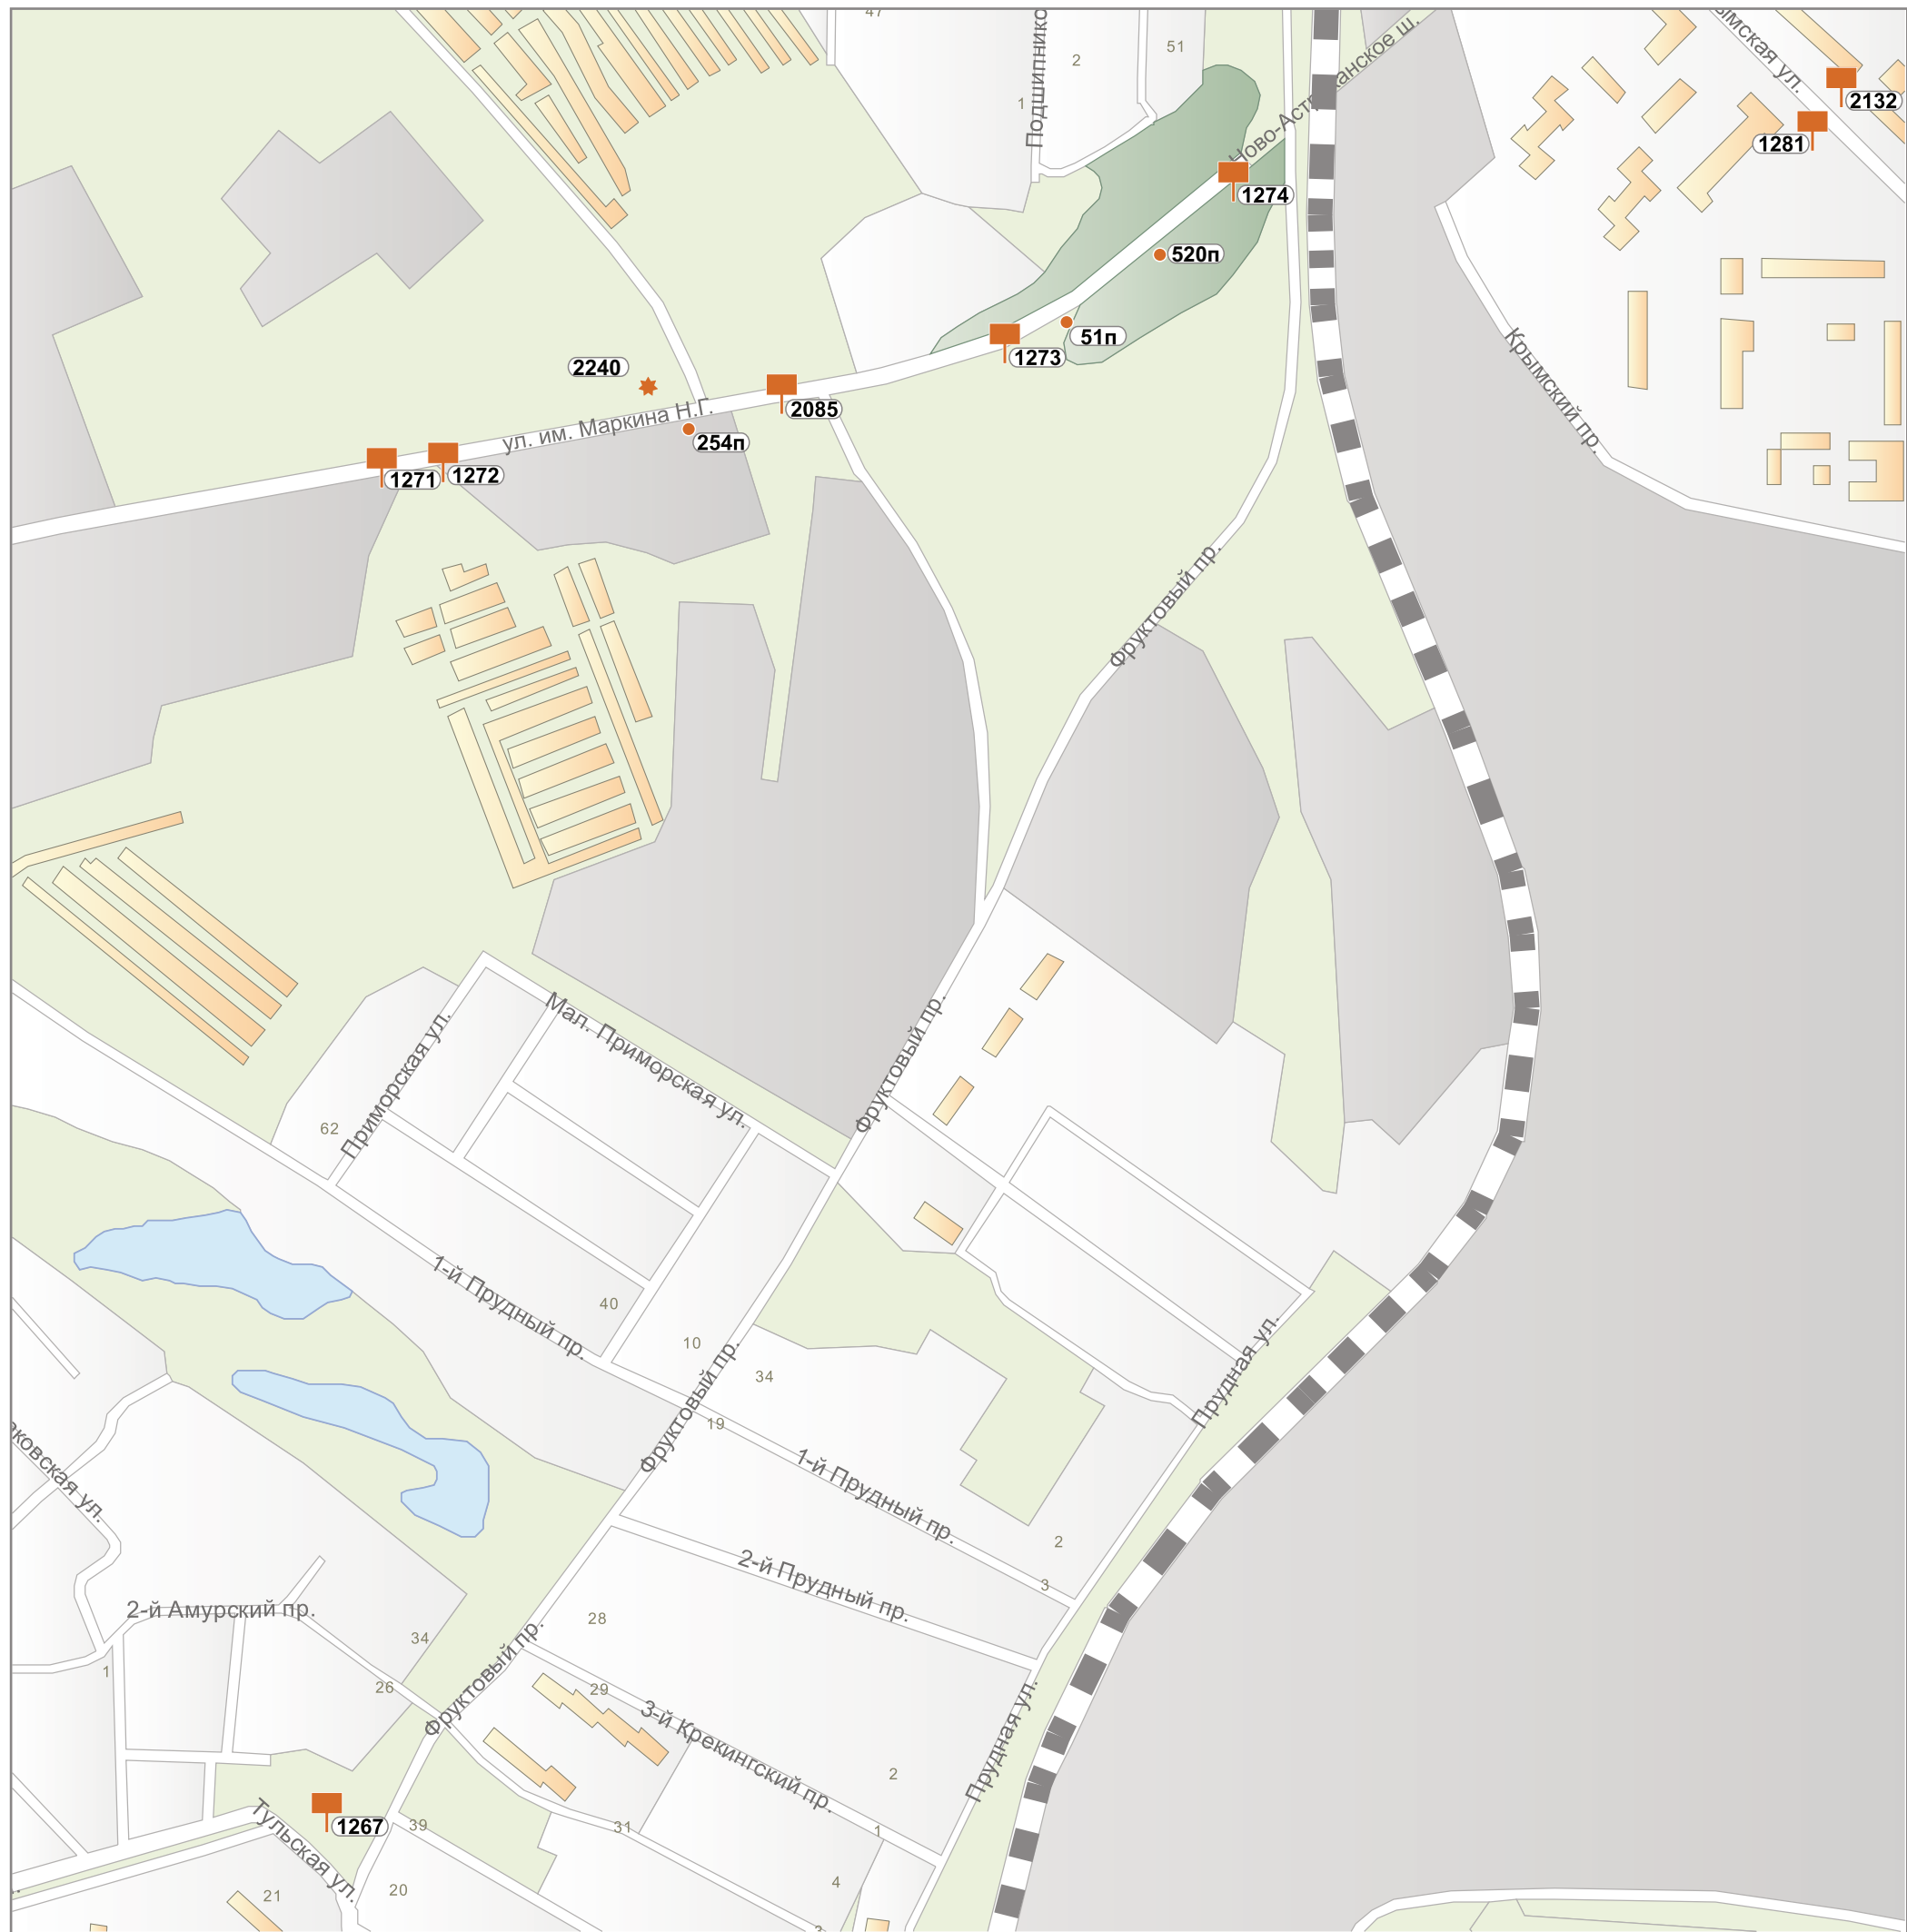 47
Подшипнико
2
51
1
Ново-Астраханское ш.
ымская ул.
2132
1281
1274
520п
51п
1273
2240
2085
ул. им. Маркина Н.Г.
254п
1271
1272
Крымский пр.
Фруктовый пр.
Мал. Приморская ул.
Приморская ул.
Фруктовый пр.
62
1-й Прудный пр.
40
10
34
Фруктовый пр.
19
Прудная ул.
1-й Прудный пр.
ковская ул.
2
2-й Прудный пр.
3
2-й Амурский пр.
28
34
1
26
Фруктовый пр.
29
3-й Крекингский пр.
Прудная ул.
2
1267
Тульская ул.
39
31
1
4
20
21
3